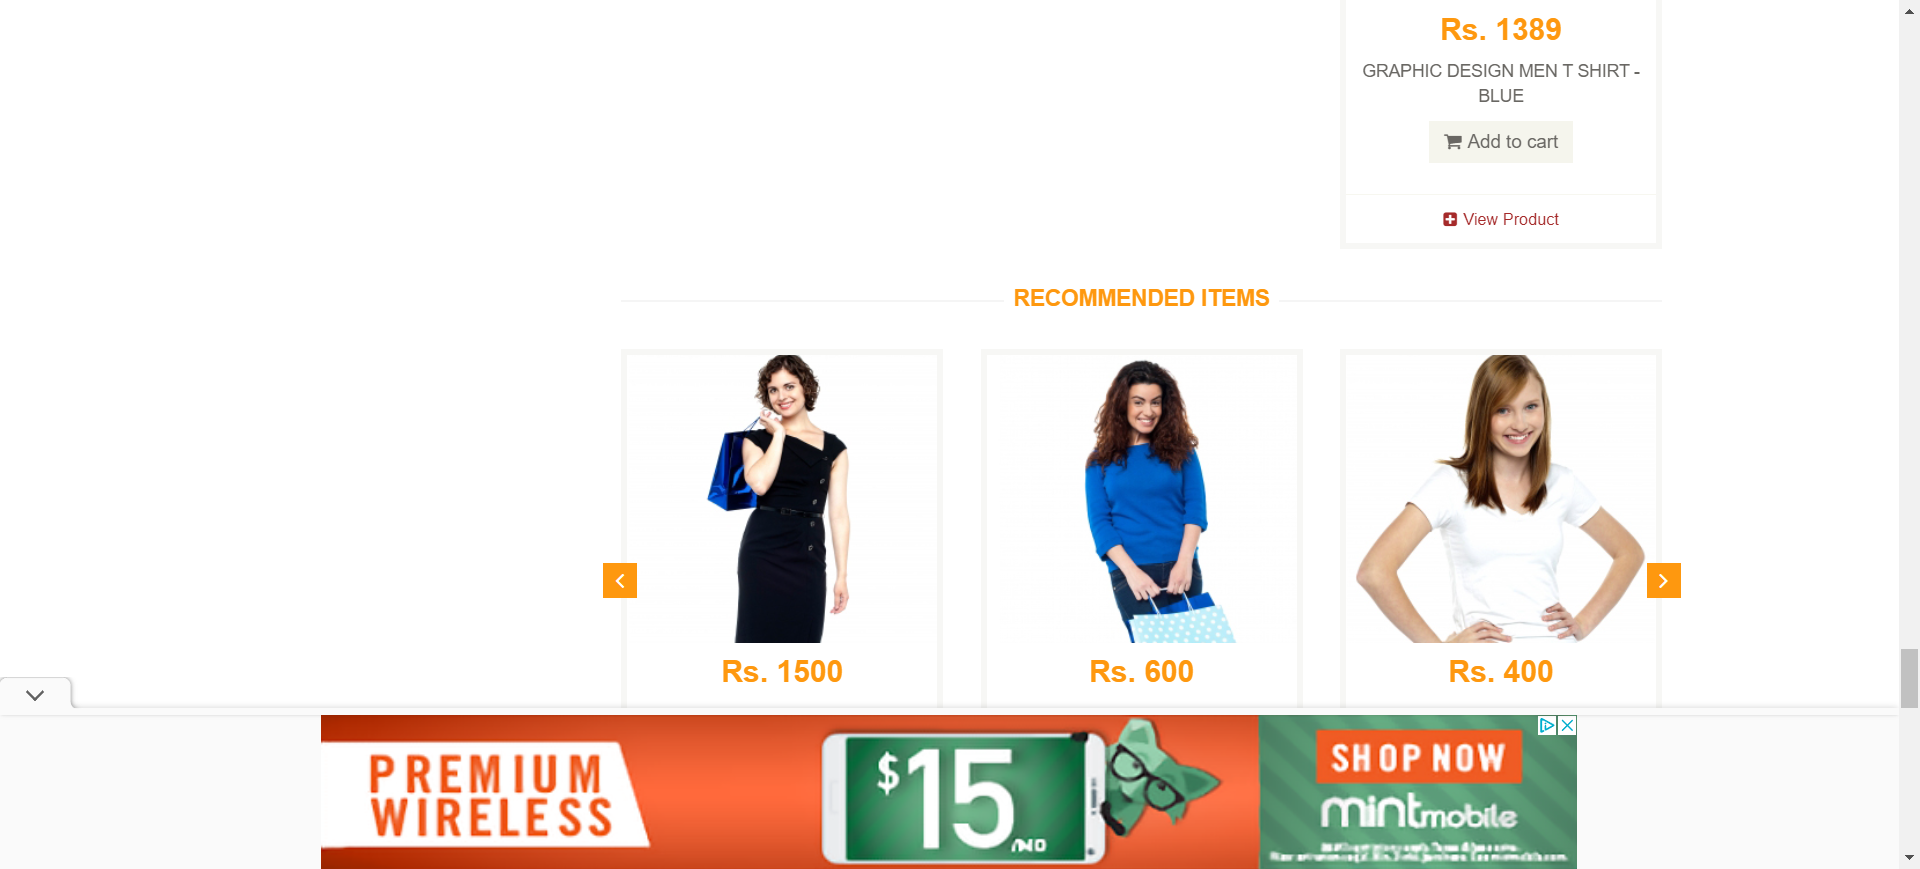 Rs. 1389
GRAPHIC DESIGN MEN T SHIRT -
BLUE
Add to cart
View Product
RECOMMENDED ITEMS
Rs. 1500
Rs. 600
Rs. 400
PREMIUM
WIRELESS
$15/MO
SHOP NOW
mintmobile